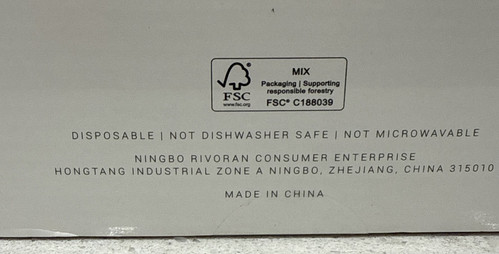 FSC
www.fsc.org
MIX
Packaging | Supporting
responsible forestry
FSC® C188039
DISPOSABLE | NOT DISHWASHER SAFE | NOT MICROWAVABLE
NINGBO RIVORAN CONSUMER ENTERPRISE
HONGTANG INDUSTRIAL ZONE A NINGBO, ZHEJIANG, CHINA 315010
MADE IN CHINA